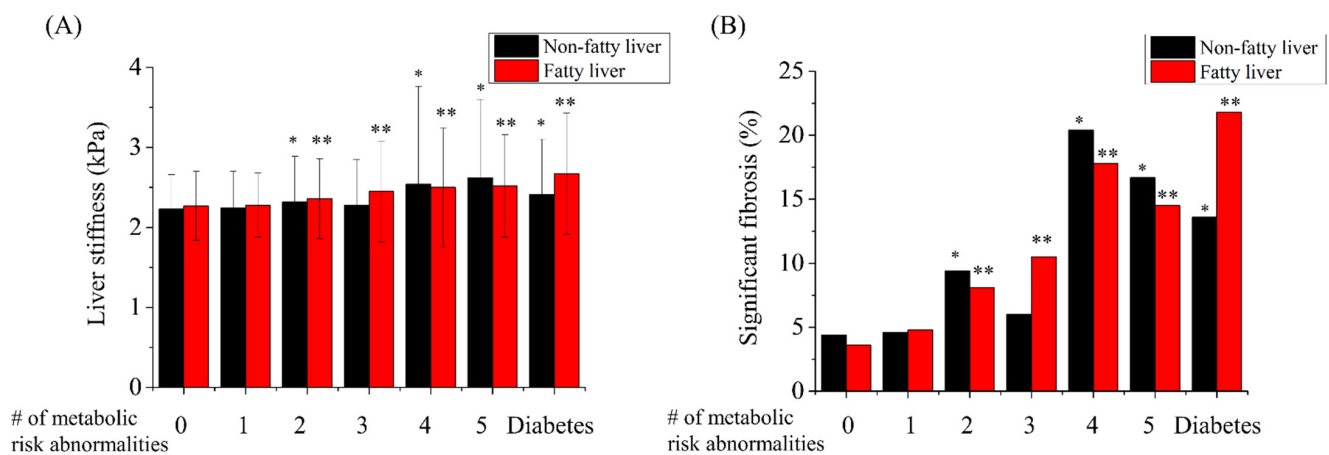 (A)
Non-fatty liver
Fatty liver
Liver stiffness (kPa)
4
3
2
1
0
* ** ** * ** * ** * **
# of metabolic
risk abnormalities
0 1 2 3 4 5 Diabetes
(B)
Non-fatty liver
Fatty liver
Significant fibrosis (%)
25
20
15
10
5
0
* ** ** * ** * ** * **
# of metabolic
risk abnormalities
0 1 2 3 4 5 Diabetes